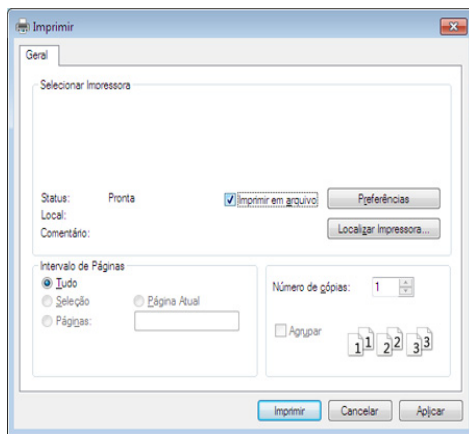 Imprimir
Geral
Selecionar Impressora
Status: Pronta
Imprimir em arquivo
Preferências
Local:
Comentário:
Localizar Impressora...
Intervalo de Páginas
Tudo
Seleção
Página Atual
Páginas:
Número de cópias: 1
Agrupar
1 1 2 2 3 3
Imprimir
Cancelar
Aplicar